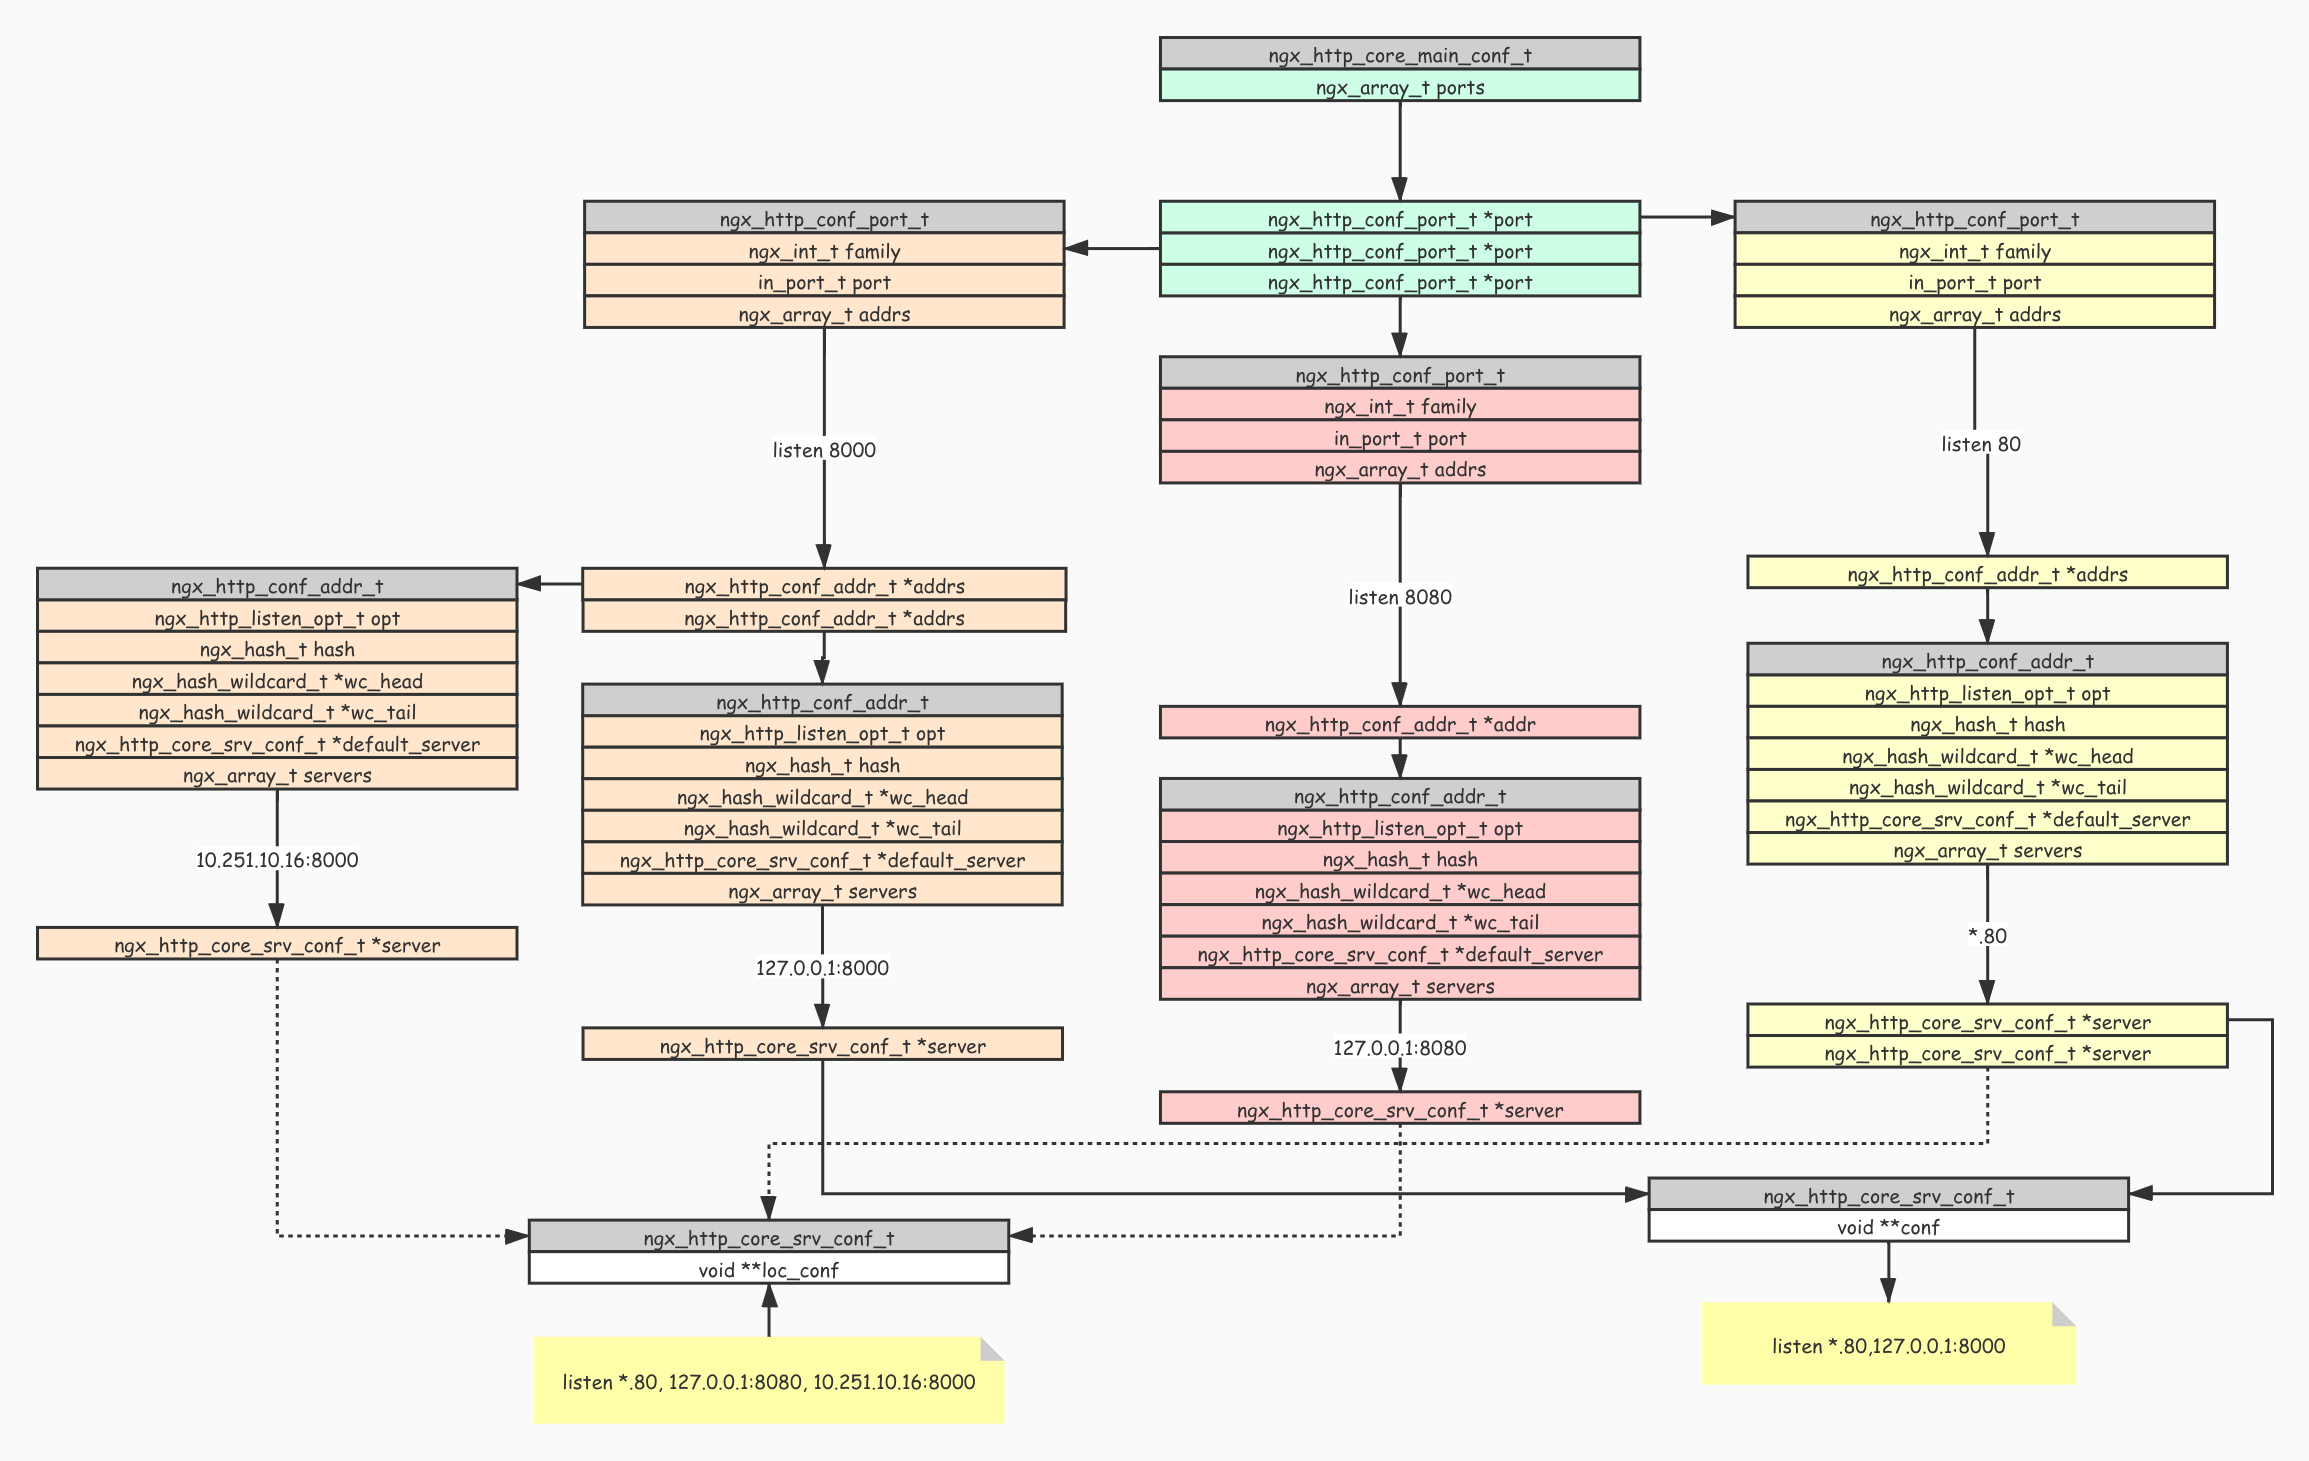 ngx_http_core_main_conf_t
ngx_array_t ports
ngx_http_conf_port_t
ngx_int_t family
in_port_t port
ngx_array_t addrs
ngx_http_conf_port_t *port
ngx_http_conf_port_t *port
ngx_http_conf_port_t *port
ngx_http_conf_port_t
ngx_int_t family
in_port_t port
ngx_array_t addrs
ngx_http_conf_port_t
ngx_int_t family
in_port_t port
ngx_array_t addrs
listen 8000
listen 80
listen 8080
ngx_http_conf_addr_t
ngx_http_listen_opt_t opt
ngx_hash_t hash
ngx_hash_wildcard_t *wc_head
ngx_hash_wildcard_t *wc_tail
ngx_http_core_srv_conf_t *default_server
ngx_array_t servers
10.251.10.16:8000
ngx_http_core_srv_conf_t *server
ngx_http_conf_addr_t *addrs
ngx_http_conf_addr_t *addrs
ngx_http_conf_addr_t
ngx_http_listen_opt_t opt
ngx_hash_t hash
ngx_hash_wildcard_t *wc_head
ngx_hash_wildcard_t *wc_tail
ngx_http_core_srv_conf_t *default_server
ngx_array_t servers
127.0.0.1:8000
ngx_http_core_srv_conf_t *server
ngx_http_conf_addr_t *addr
ngx_http_conf_addr_t
ngx_http_listen_opt_t opt
ngx_hash_t hash
ngx_hash_wildcard_t *wc_head
ngx_hash_wildcard_t *wc_tail
ngx_http_core_srv_conf_t *default_server
ngx_array_t servers
127.0.0.1:8080
ngx_http_core_srv_conf_t *server
ngx_http_conf_addr_t *addrs
ngx_http_conf_addr_t
ngx_http_listen_opt_t opt
ngx_hash_t hash
ngx_hash_wildcard_t *wc_head
ngx_hash_wildcard_t *wc_tail
ngx_http_core_srv_conf_t *default_server
ngx_array_t servers
*.80
ngx_http_core_srv_conf_t *server
ngx_http_core_srv_conf_t *server
ngx_http_core_srv_conf_t
void **loc_conf
listen *.80, 127.0.0.1:8080, 10.251.10.16:8000
ngx_http_core_srv_conf_t
void **conf
listen *.80,127.0.0.1:8000